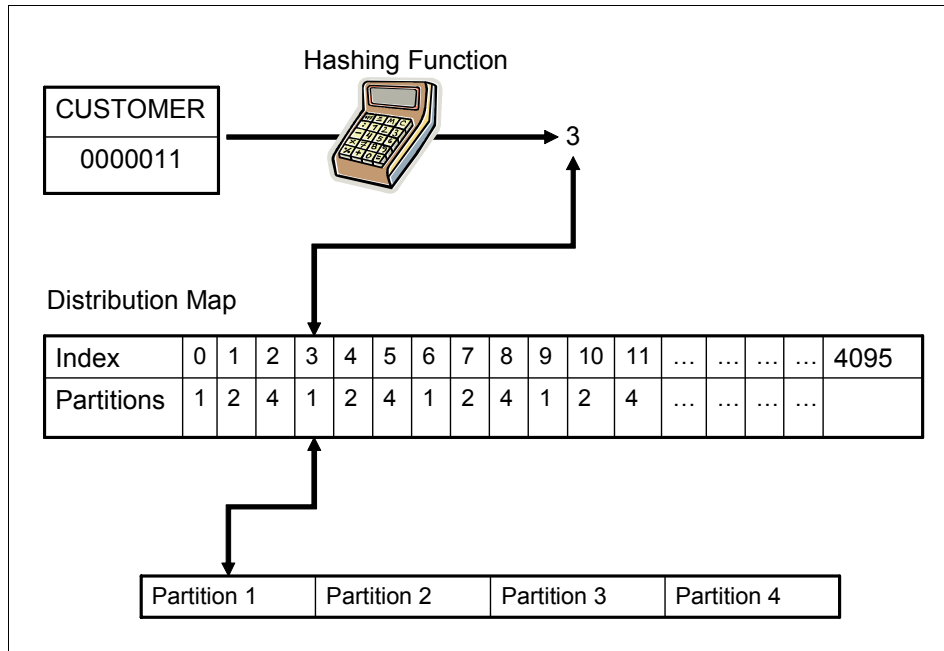 Hashing Function
CUSTOMER
0000011
3
Distribution Map
Index 0 1 2 3 4 5 6 7 8 9 10 11 ... ... ... ... 4095
Partitions 1 2 4 1 2 4 1 2 4 1 2 4 ... ... ... ...
Partition 1 Partition 2 Partition 3 Partition 4